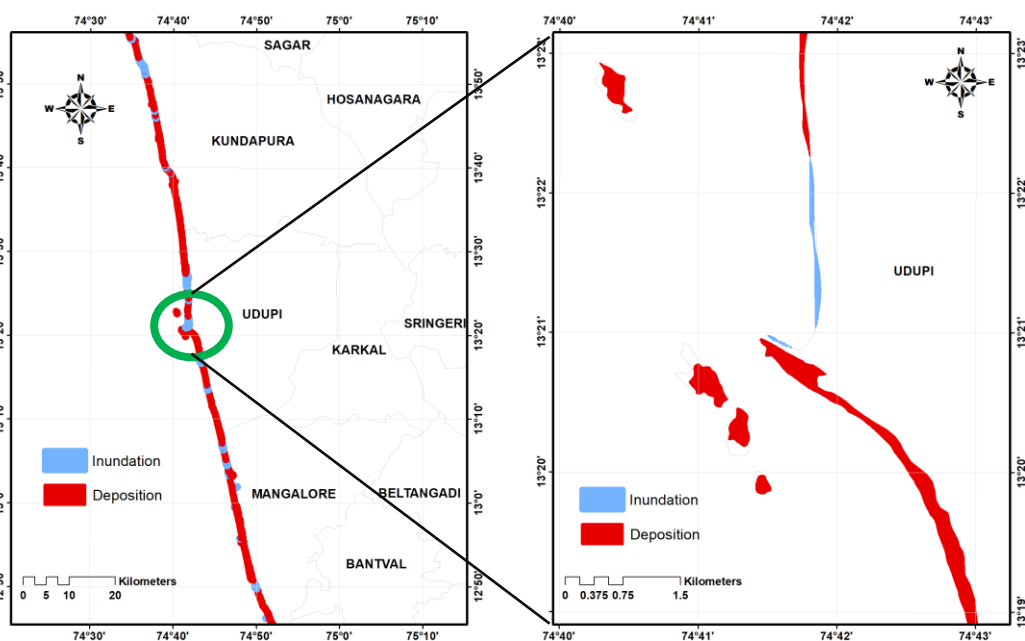 74°30' 74°40' 74°50' 75°0' 75°10'
SAGAR
N
W E
S
13°50'
HOSANAGARA
KUNDAPURA
13°40'
13°30'
UDUPI
SRINGERI
13°20'
KARKAL
13°10'
Inundation
Deposition
MANGALORE
BELTANGADI
13°0'
BANTVAL
Kilometers
0 5 10 20
12°50'
74°30' 74°40' 74°50' 75°0' 75°10'
74°40' 74°41' 74°42' 74°43'
13°23'
N
W E
S
13°22'
13°22'
UDUPI
13°21'
13°21'
13°20'
13°20'
Inundation
Deposition
Kilometers
0 0.375 0.75 1.5
13°19'
74°40' 74°41' 74°42' 74°43'